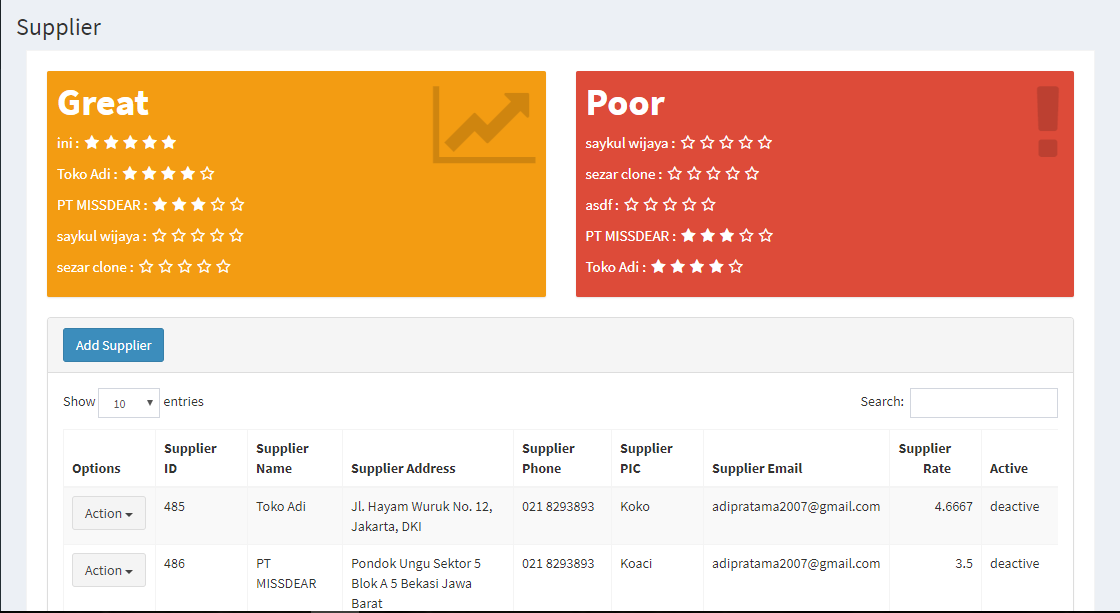 Supplier
Great
ini : ★ ★ ★ ★ ★
Toko Adi : ★ ★ ★ ★ ☆
PT MISSDEAR : ★ ★ ★ ☆ ☆
saykul wijaya : ☆ ☆ ☆ ☆ ☆
sezar clone : ☆ ☆ ☆ ☆ ☆
Poor
saykul wijaya : ☆ ☆ ☆ ☆ ☆
sezar clone : ☆ ☆ ☆ ☆ ☆
asdf : ☆ ☆ ☆ ☆ ☆
PT MISSDEAR : ★ ★ ★ ☆ ☆
Toko Adi : ★ ★ ★ ★ ☆
Add Supplier
Show 10 entries
Search:
Options
Supplier
ID
Supplier
Name
Supplier Address
Supplier
Phone
Supplier
PIC
Supplier Email
Supplier
Rate
Active
Action
485
Toko Adi
Jl. Hayam Wuruk No. 12,
Jakarta, DKI
021 8293893
Koko
adipratama2007@gmail.com
4.6667
deactive
Action
486
PT
MISSDEAR
Pondok Ungu Sektor 5
Blok A 5 Bekasi Jawa
Barat
021 8293893
Koaci
adipratama2007@gmail.com
3.5
deactive